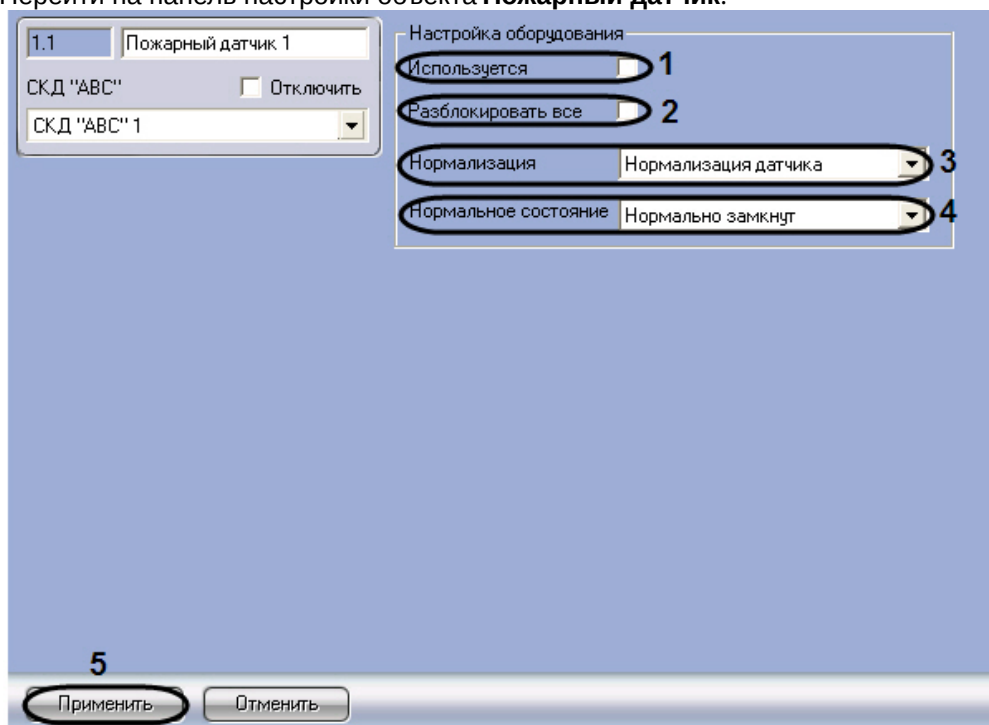 Перейти на панель настройки объекта Пожарный датчик.
1.1 Пожарный датчик 1
СКД "ABC" Отключить
СКД "ABC" 1
Настройка оборудования
Используется 1
Разблокировать все 2
Нормализация Нормализация датчика 3
Нормальное состояние Нормально замкнут 4
5
Применить Отменить